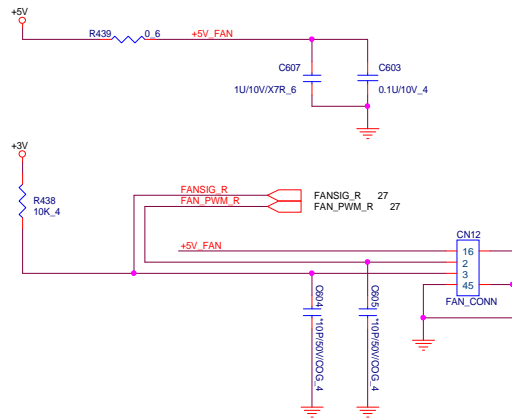 +5V
R439
0_6
+5V_FAN
C607
C603
1U/10V/X7R_6
0.1U/10V_4
+3V
R438
10K_4
FANSIG_R
FANSIG_R 27
FAN_PWM_R
FAN_PWM_R 27
CN12
+5V_FAN
16
2
3
45
FAN_CONN
C604
*10P/50V/COG_4
C605
*10P/50V/COG_4